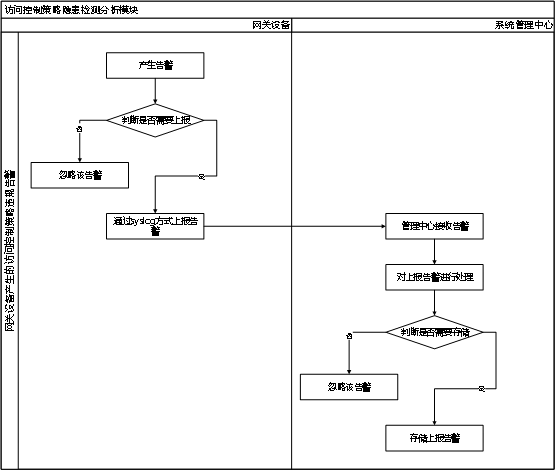 访问控制策略隐患检测分析模块
网关设备
系统管理中心
网关设备产生的访问控制策略违规告警
产生告警
判断是否需要上报
否
是
忽略该告警
通过syslog方式上报告
警
管理中心接收告警
对上报告警进行处理
判断是否需要存储
否
是
忽略该告警
存储上报告警